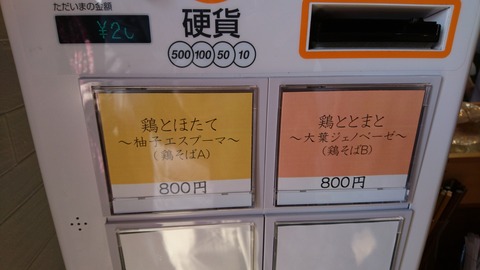 ただいまの金額
硬貨
500 100 50 10
鶏とほたて
～柚子エスプーマ～
(鶏そばA)
800円
鶏ととまと
～大葉ジェノベーゼ～
(鶏そばB)
800円